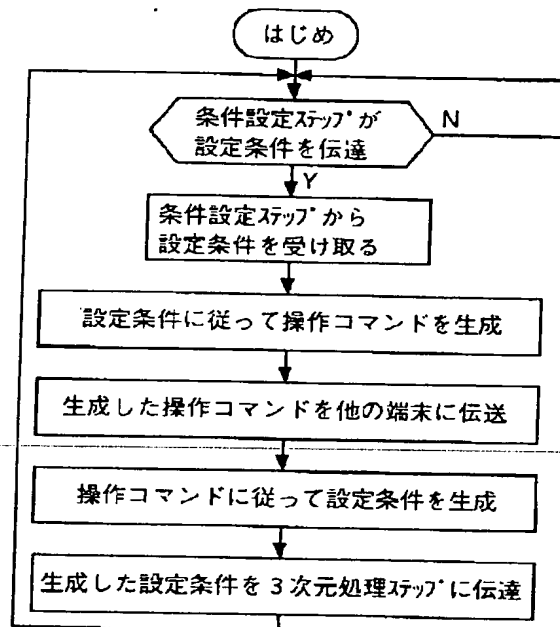 はじめ
条件設定ステップが
設定条件を伝達
N
Y
条件設定ステップから
設定条件を受け取る
設定条件に従って操作コマンドを生成
生成した操作コマンドを他の端末に伝送
操作コマンドに従って設定条件を生成
生成した設定条件を3次元処理ステップに伝達